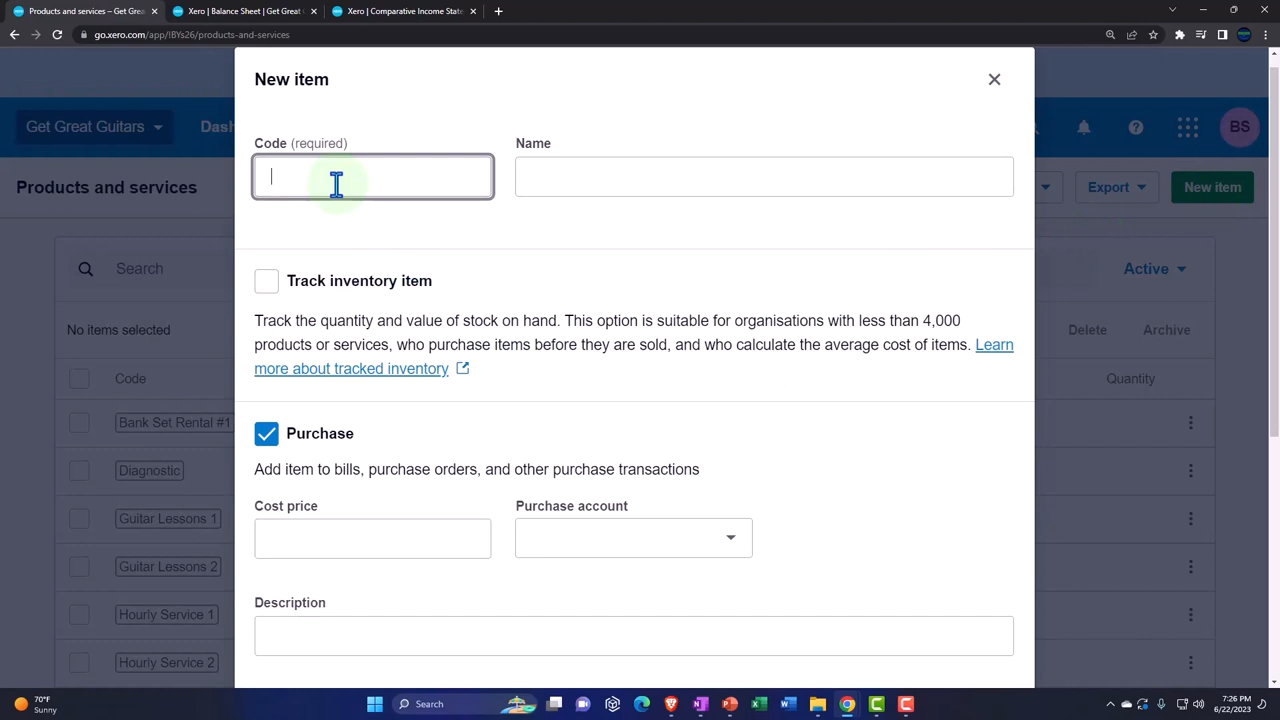 Products and services – Get Gre
Xero | Balance Sheet | Get Great
Xero | Comparative Income State
go.xero.com/app/!BYs26/products-and-services
New item
Get Great Guitars
Dash
BS
Code (required)
Name
Products and services
Export
New item
Search
Active
Track inventory item
Track the quantity and value of stock on hand. This option is suitable for organisations with less than 4,000
products or services, who purchase items before they are sold, and who calculate the average cost of items. Learn
more about tracked inventory
No items selected
Delete
Archive
Code
Quantity
Bank Set Rental #1
Purchase
Add item to bills, purchase orders, and other purchase transactions
Diagnostic
Cost price
Purchase account
Guitar Lessons 1
Guitar Lessons 2
Description
Hourly Service 1
Hourly Service 2
70°F
Sunny
Search
7:26 PM
6/22/2023